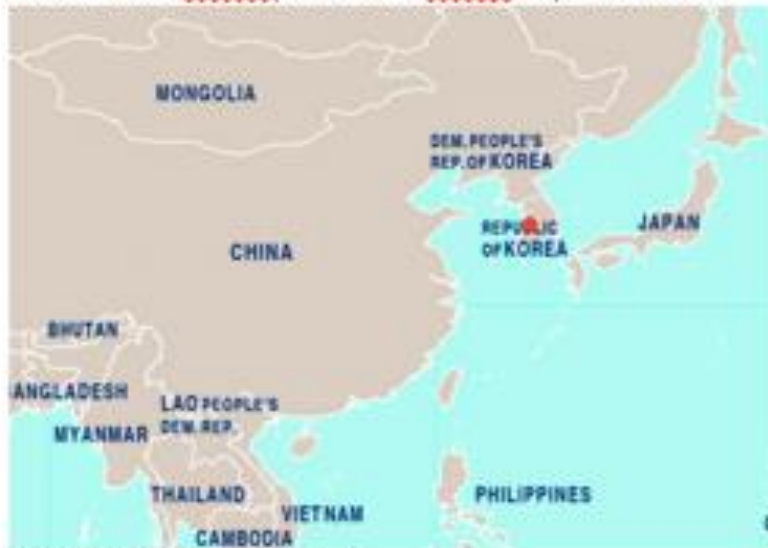 MONGOLIA
DEM. PEOPLE'S
REP. OF KOREA
REPUBLIC
OF KOREA
JAPAN
CHINA
BHUTAN
ANGLADESH
LAO PEOPLE'S
DEM. REP.
MYANMAR
THAILAND
PHILIPPINES
VIETNAM
CAMBODIA